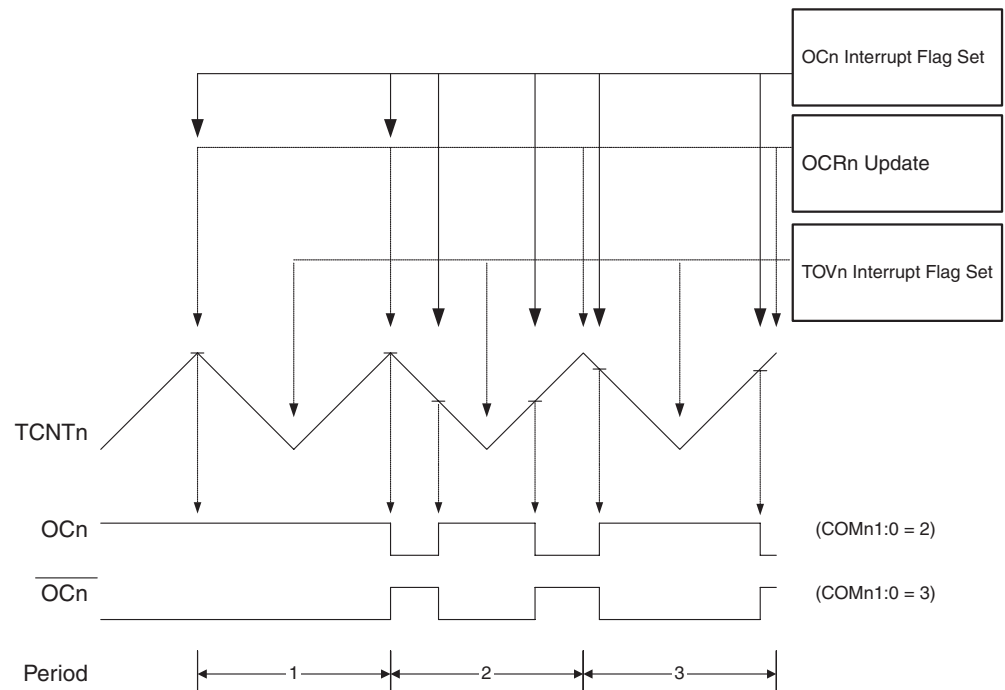 OCn Interrupt Flag Set
OCRn Update
TOVn Interrupt Flag Set
TCNTn
OCn
(COMn1:0 = 2)
OCn
(COMn1:0 = 3)
Period
1
2
3